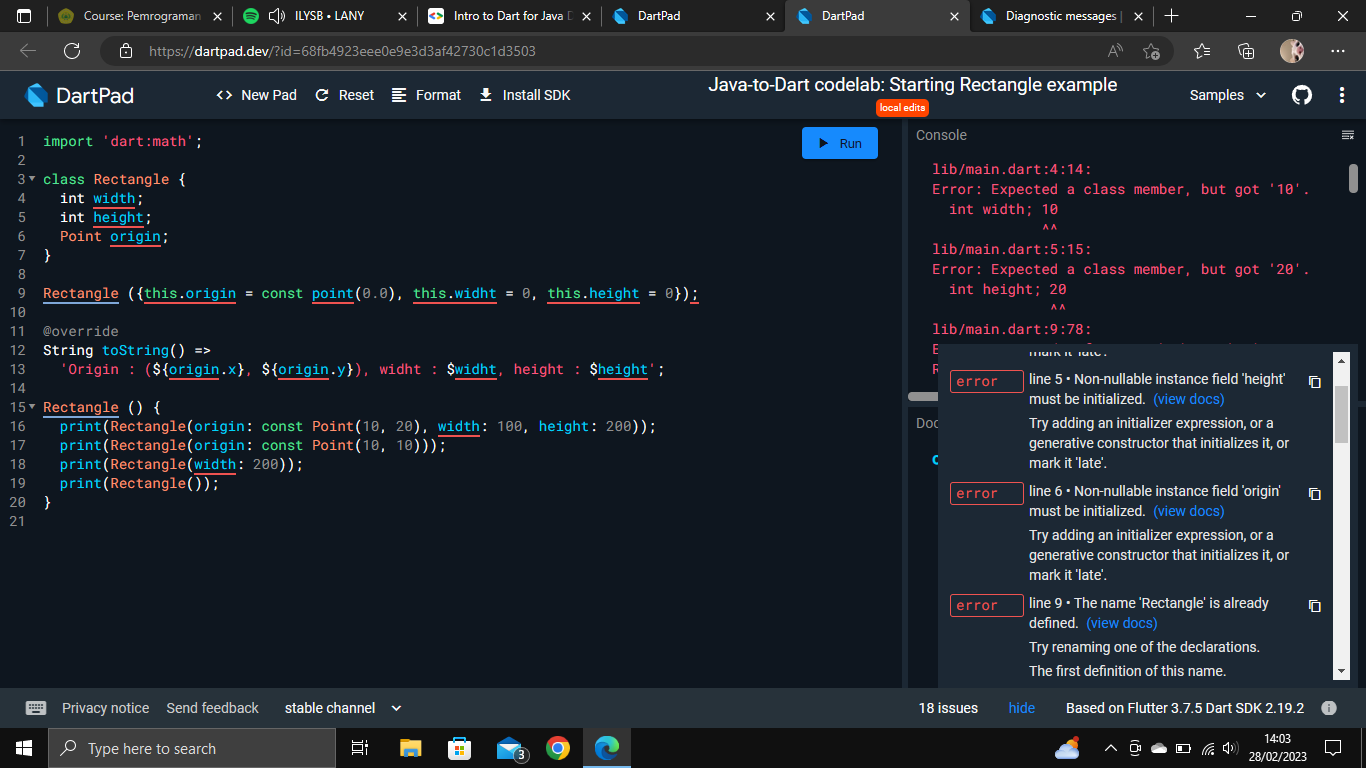 Course: Pemrograman
ILYSB • LANY
Intro to Dart for Java D
DartPad
DartPad
Diagnostic messages |
https://dartpad.dev/?id=68fb4923eee0e9e3d3af42730c1d3503
DartPad
New Pad
Reset
Format
Install SDK
Java-to-Dart codelab: Starting Rectangle example
local edits
Samples
1 import 'dart:math';
2
3 class Rectangle {
4 int width;
5 int height;
6 Point origin;
7 }
8
9 Rectangle ({this.origin = const point(0.0), this.widht = 0, this.height = 0});
10
11 @override
12 String toString() =>
13 'Origin : (${origin.x}, ${origin.y}), widht : $widht, height : $height';
14
15 Rectangle () {
16 print(Rectangle(origin: const Point(10, 20), width: 100, height: 200));
17 print(Rectangle(origin: const Point(10, 10)));
18 print(Rectangle(width: 200));
19 print(Rectangle());
20 }
21
Run
Console
lib/main.dart:4:14:
Error: Expected a class member, but got '10'.
int width; 10
^^
lib/main.dart:5:15:
Error: Expected a class member, but got '20'.
int height; 20
^^
lib/main.dart:9:78:
mark it 'late'.
error
line 5 • Non-nullable instance field 'height'
must be initialized. (view docs)
Try adding an initializer expression, or a
generative constructor that initializes it, or
mark it 'late'.
error
line 6 • Non-nullable instance field 'origin'
must be initialized. (view docs)
Try adding an initializer expression, or a
generative constructor that initializes it, or
mark it 'late'.
error
line 9 • The name 'Rectangle' is already
defined. (view docs)
Try renaming one of the declarations.
The first definition of this name.
Doc
Privacy notice
Send feedback
stable channel
18 issues
hide
Based on Flutter 3.7.5 Dart SDK 2.19.2
Type here to search
3
14:03
28/02/2023